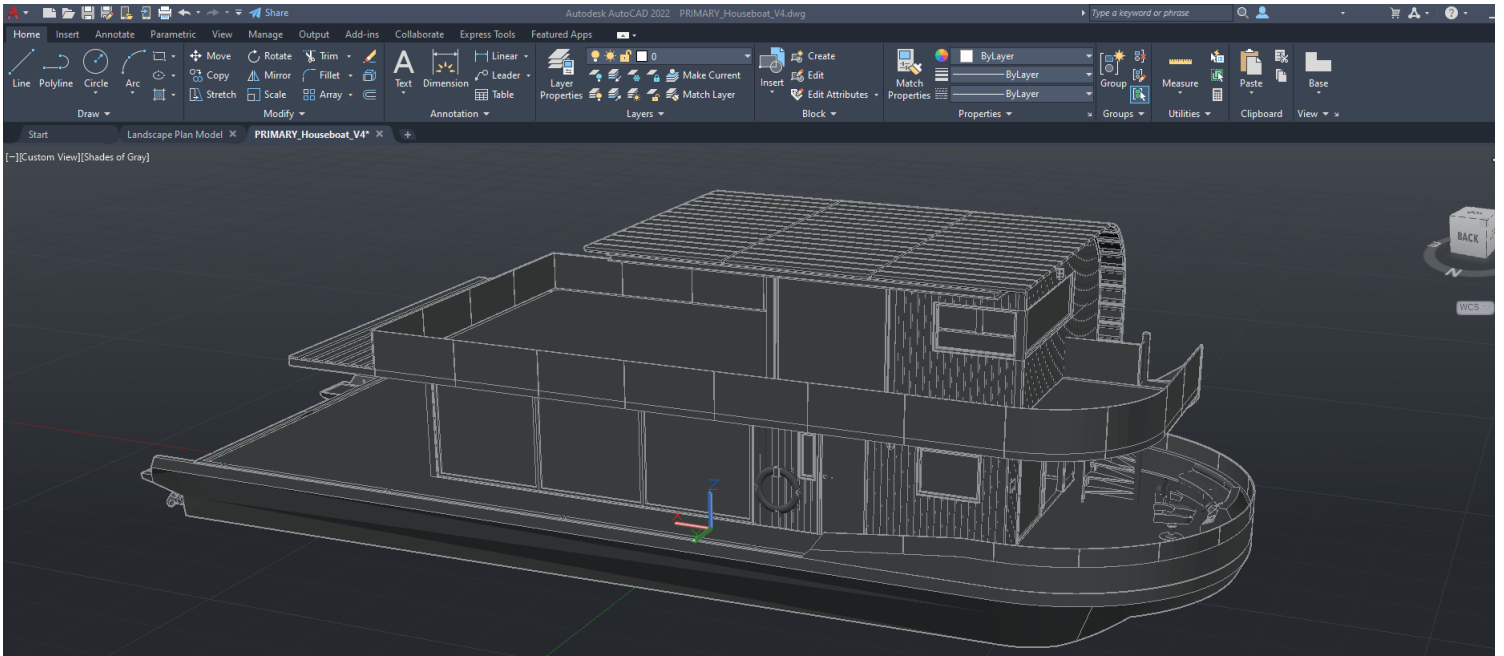 Share
Autodesk AutoCAD 2022 PRIMARY_Houseboat_V4.dwg
Type a keyword or phrase
Home Insert Annotate Parametric View Manage Output Add-ins Collaborate Express Tools Featured Apps
Line Polyline Circle Arc
Move Rotate Trim
Copy Mirror Fillet
Stretch Scale Array
Text Dimension
Linear
Leader
Table
Layer Properties
0
Make Current
Match Layer
Insert
Create
Edit
Edit Attributes
Match Properties
ByLayer
ByLayer
ByLayer
Group
Measure
Paste
Base
Draw Modify Annotation Layers Block Properties Groups Utilities Clipboard View
Start Landscape Plan Model PRIMARY_Houseboat_V4*
[−][Custom View][Shades of Gray]
BACK
N
WCS
Z
X
Y